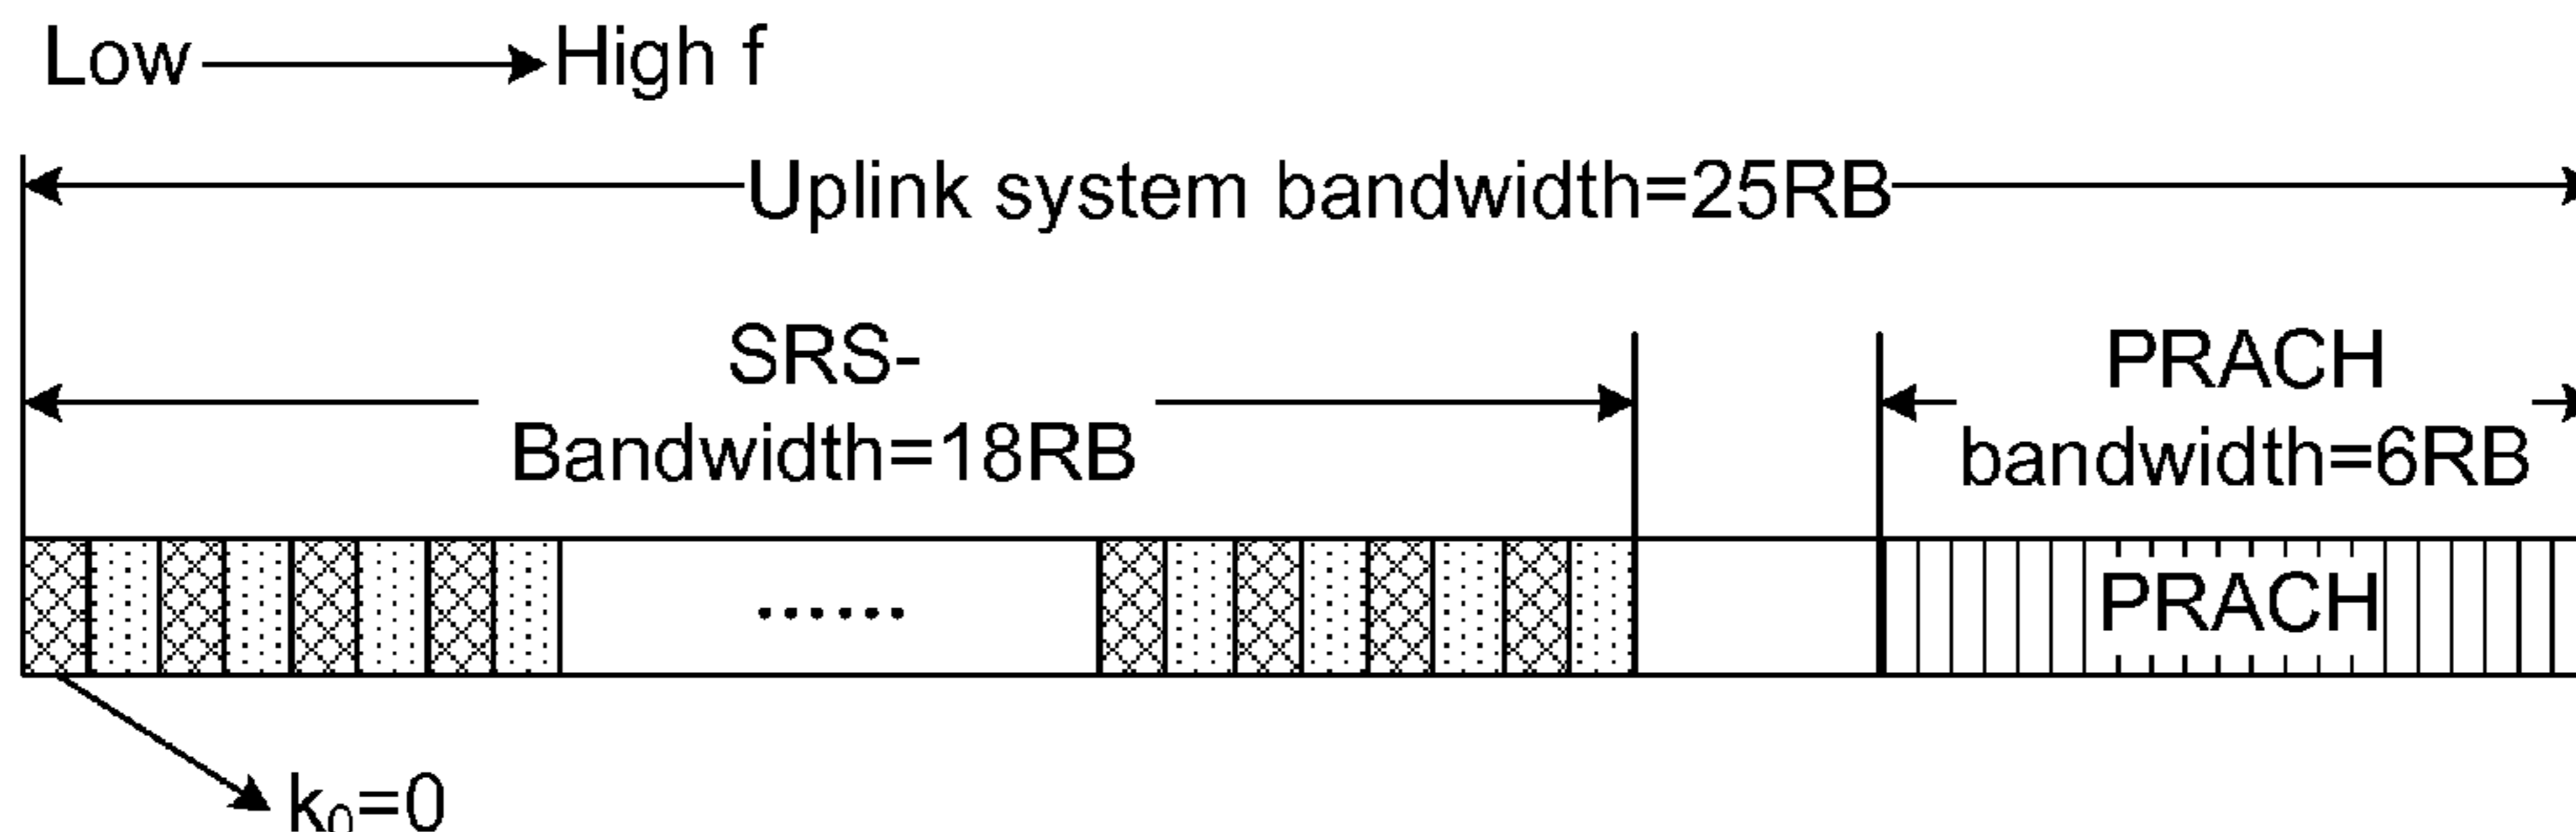 Low High f
Uplink system bandwidth=25RB
SRS-
Bandwidth=18RB
PRACH
bandwidth=6RB
......
PRACH
k₀=0